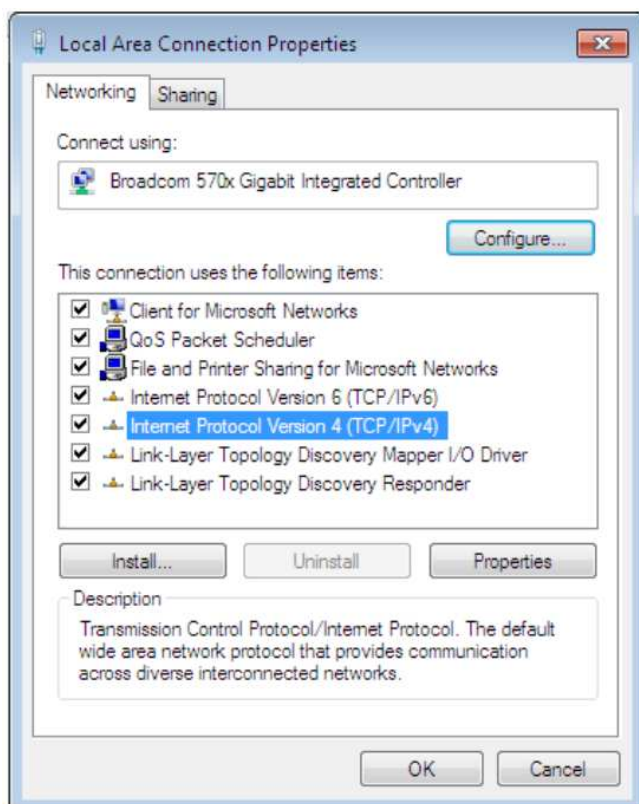 Local Area Connection Properties
Networking
Sharing
Connect using:
Broadcom 570x Gigabit Integrated Controller
Configure...
This connection uses the following items:
Client for Microsoft Networks
QoS Packet Scheduler
File and Printer Sharing for Microsoft Networks
Internet Protocol Version 6 (TCP/IPv6)
Internet Protocol Version 4 (TCP/IPv4)
Link-Layer Topology Discovery Mapper I/O Driver
Link-Layer Topology Discovery Responder
Install...
Uninstall
Properties
Description
Transmission Control Protocol/Internet Protocol. The default
wide area network protocol that provides communication
across diverse interconnected networks.
OK
Cancel